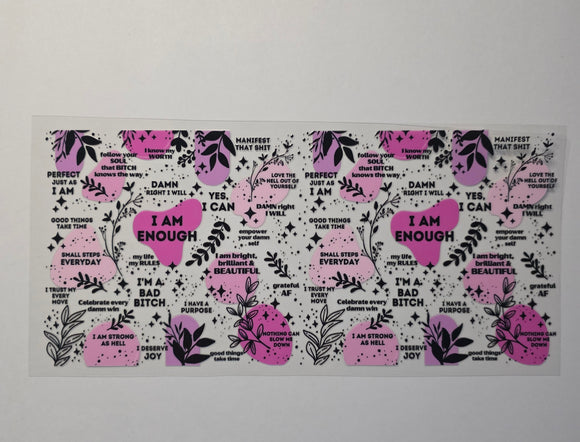 follow your
SOUL
that BITCH
knows the way
I know my
WORTH
MANIFEST
THAT SHIT
PERFECT
JUST AS
I AM
DAMN
RIGHT I WILL
YES,
I CAN
LOVE THE
HELL OUT OF
YOURSELF
DAMN right
I WILL
GOOD THINGS
TAKE TIME
I AM
ENOUGH
empower
your damn
self
SMALL STEPS
EVERYDAY
my life
my RULES
I am bright,
brilliant &
BEAUTIFUL
I TRUST MY
EVERY
MOVE
I'M A
BAD
BITCH
grateful
AF
Celebrate every
damn win
I HAVE A
PURPOSE
I AM STRONG
AS HELL
I DESERVE
JOY
NOTHING CAN
SLOW ME
DOWN
good things
take time
follow your
SOUL
that BITCH
knows the way
I know my
WORTH
MANIFEST
THAT SHIT
PERFECT
JUST AS
I AM
DAMN
RIGHT I WILL
YES,
I CAN
LOVE THE
HELL OUT OF
YOURSELF
DAMN right
I WILL
GOOD THINGS
TAKE TIME
I AM
ENOUGH
empower
your damn
self
SMALL STEPS
EVERYDAY
my life
my RULES
I am bright,
brilliant &
BEAUTIFUL
I TRUST MY
EVERY
MOVE
I'M A
BAD
BITCH
grateful
AF
Celebrate every
damn win
I HAVE A
PURPOSE
I AM STRONG
AS HELL
I DESERVE
JOY
NOTHING CAN
SLOW ME
DOWN
good things
take time